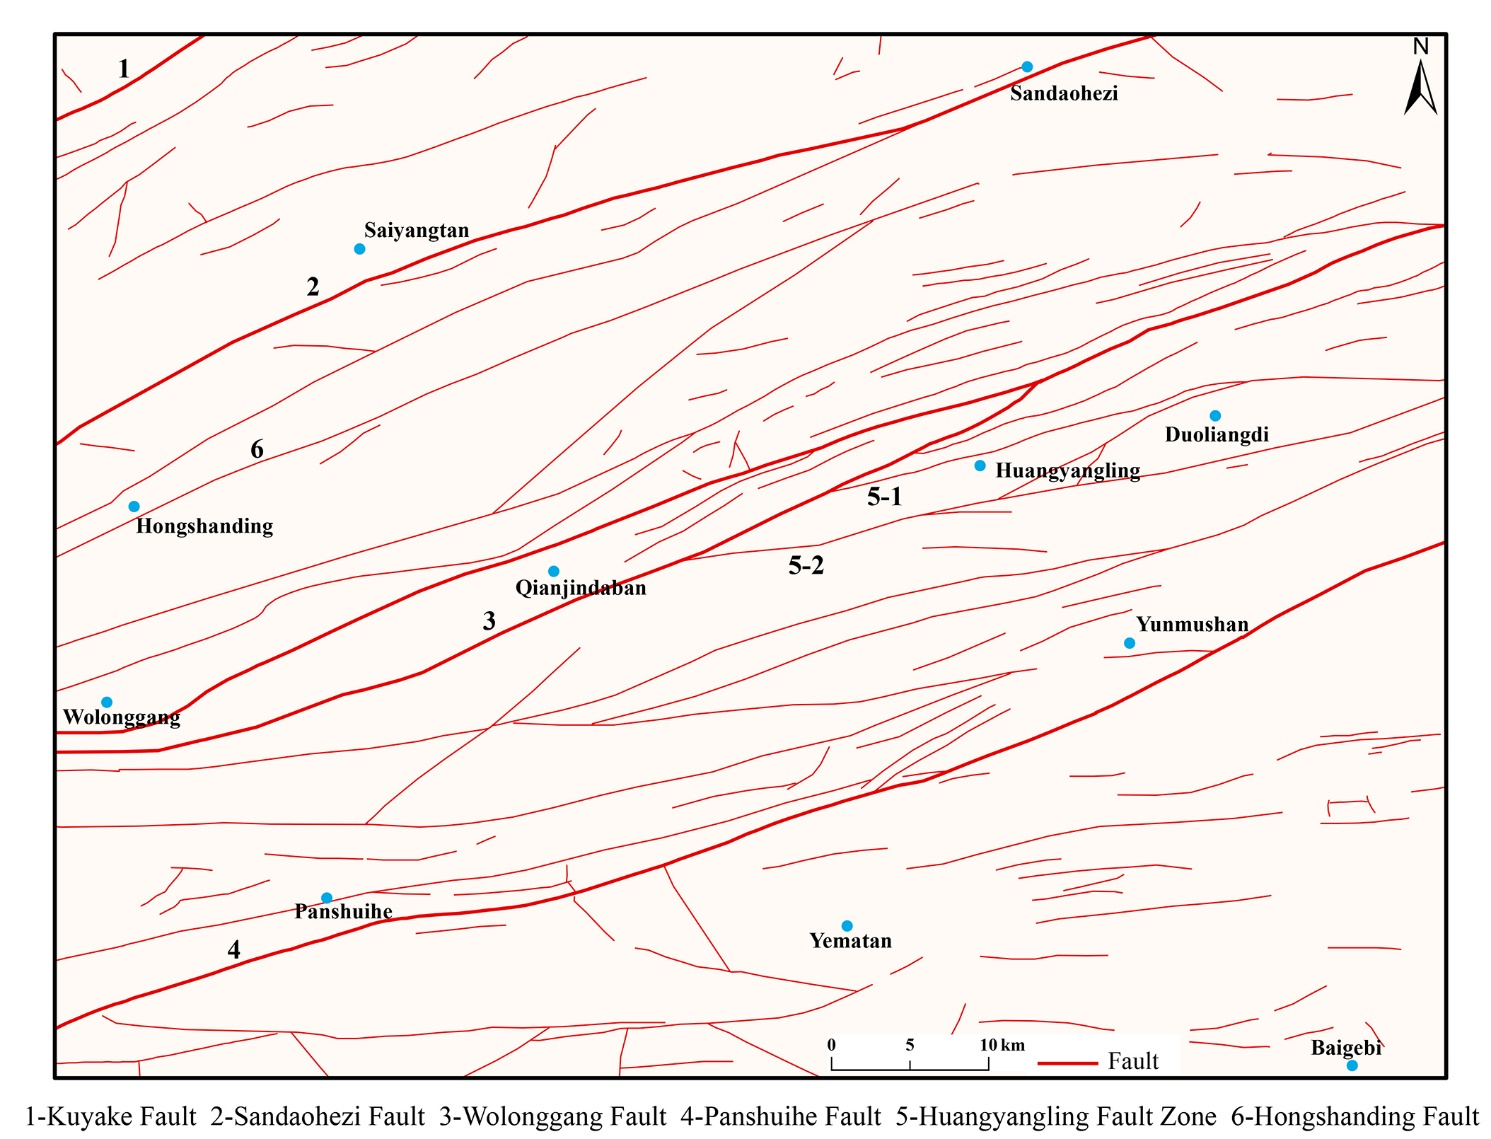 N
1
Sandaohezi
Saiyangtan
2
Duoliangdi
6
Huangyangling
5-1
Hongshanding
5-2
Qianjindaban
3
Yunmushan
Wolonggang
Panshuihe
4
Yematan
0 5 10 km
Fault
Baigebi
1-Kuyake Fault 2-Sandaohezi Fault 3-Wolonggang Fault 4-Panshuihe Fault 5-Huangyangling Fault Zone 6-Hongshanding Fault